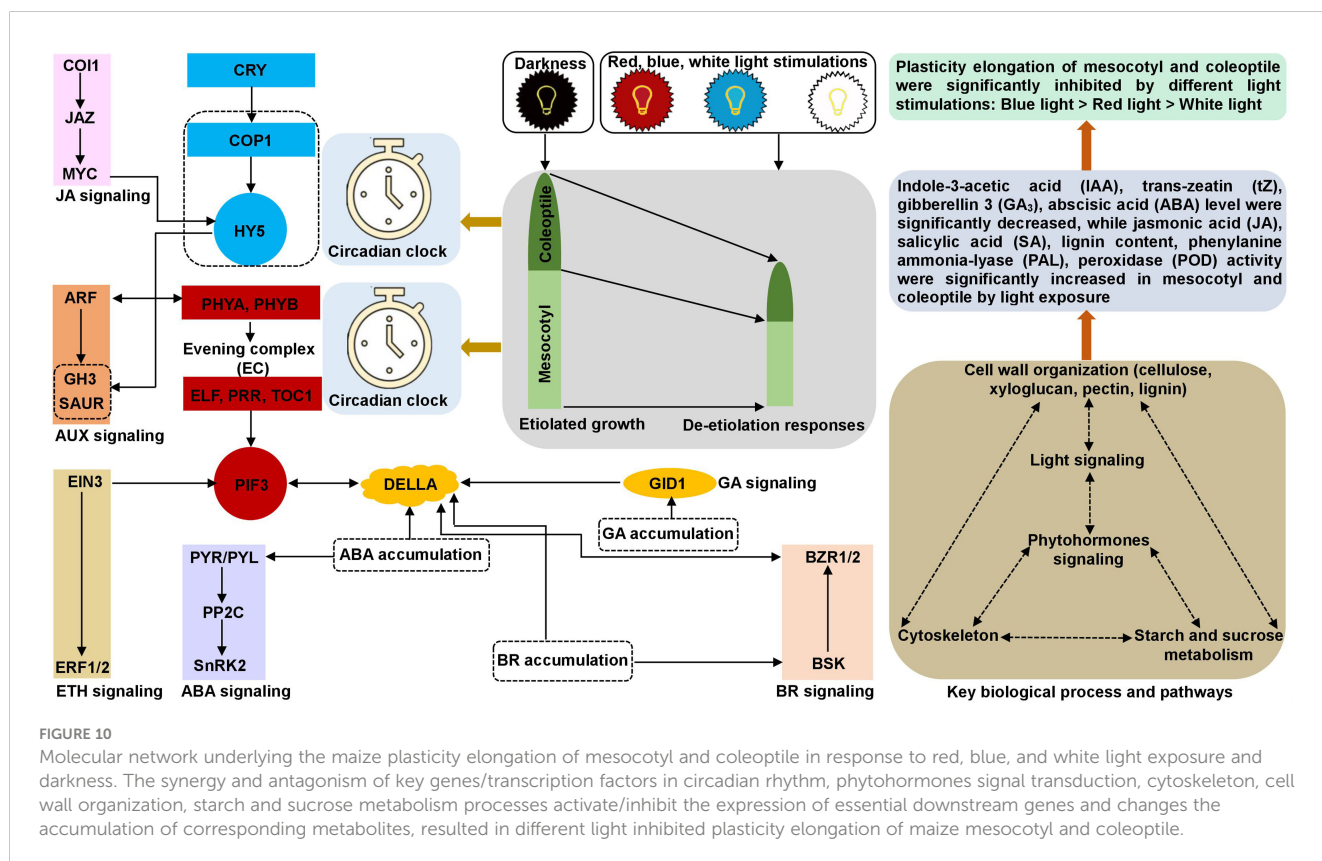 COI1
JAZ
MYC
JA signaling
CRY
COP1
HY5
Circadian clock
ARF
GH3
SAUR
AUX signaling
PHYA, PHYB
Evening complex
(EC)
ELF, PRR, TOC1
Circadian clock
PIF3
EIN3
ERF1/2
ETH signaling
PYR/PYL
PP2C
SnRK2
ABA signaling
DELLA
ABA accumulation
GID1
GA signaling
GA accumulation
BR accumulation
BZR1/2
BSK
BR signaling
Darkness
Red, blue, white light stimulations
Coleoptile
Mesocotyl
Etiolated growth
De-etiolation responses
Plasticity elongation of mesocotyl and coleoptile
were significantly inhibited by different light
stimulations: Blue light > Red light > White light
Indole-3-acetic acid (IAA), trans-zeatin (tZ),
gibberellin 3 (GA₃), abscisic acid (ABA) level were
significantly decreased, while jasmonic acid (JA),
salicylic acid (SA), lignin content, phenylanine
ammonia-lyase (PAL), peroxidase (POD) activity
were significantly increased in mesocotyl and
coleoptile by light exposure
Cell wall organization (cellulose,
xyloglucan, pectin, lignin)
Light signaling
Phytohormones
signaling
Cytoskeleton
Starch and sucrose
metabolism
Key biological process and pathways
FIGURE 10
Molecular network underlying the maize plasticity elongation of mesocotyl and coleoptile in response to red, blue, and white light exposure and
darkness. The synergy and antagonism of key genes/transcription factors in circadian rhythm, phytohormones signal transduction, cytoskeleton, cell
wall organization, starch and sucrose metabolism processes activate/inhibit the expression of essential downstream genes and changes the
accumulation of corresponding metabolites, resulted in different light inhibited plasticity elongation of maize mesocotyl and coleoptile.